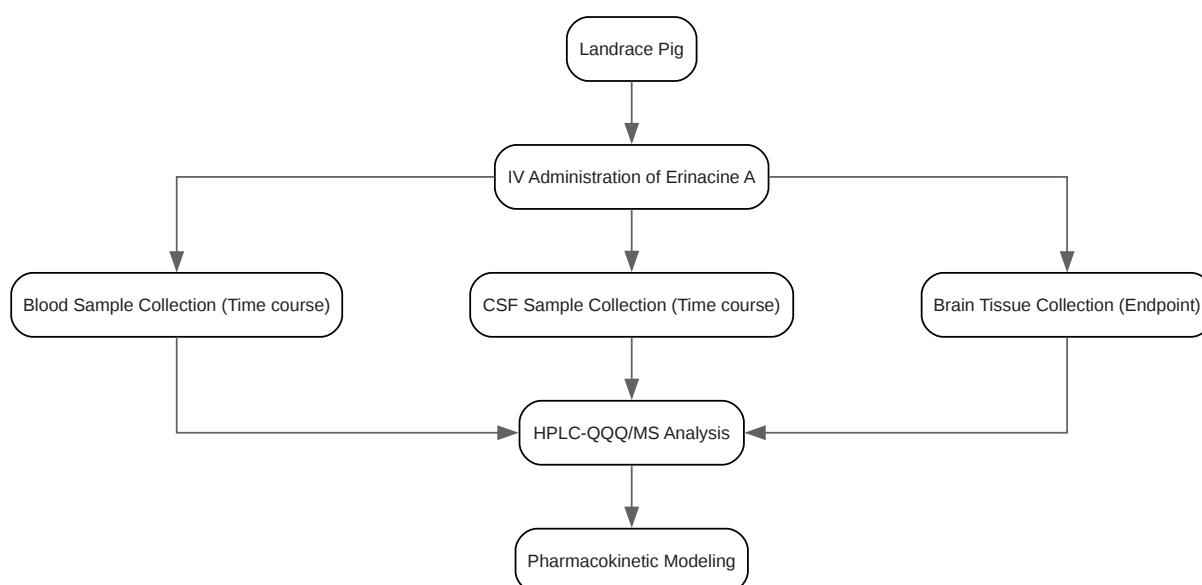 Landrace Pig
IV Administration of Erinacine A
Blood Sample Collection (Time course)
CSF Sample Collection (Time course)
Brain Tissue Collection (Endpoint)
HPLC-QQQ/MS Analysis
Pharmacokinetic Modeling